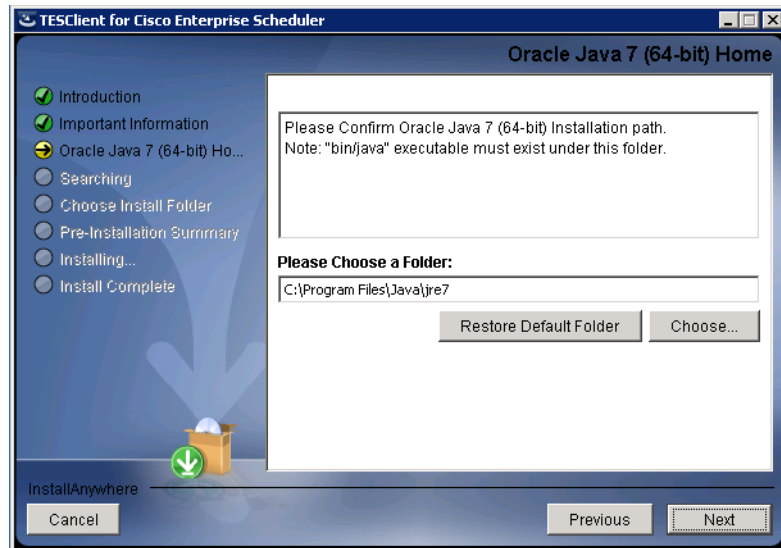 TESClient for Cisco Enterprise Sc
Oracle Java 7 (64-bit) Home
Introduction
Important Information
Oracle Java 7 (64-bit) Ho...
Searching
Choose Install Folder
Pre-Installation Summary
Installing...
Install Complete
Please Confirm Oracle Java 7 (64-bit) Installation path.
Note: "bin/java" executable must exist under this folder.
Please Choose a Folder:
C:\Program Files\Java\jre7
Restore Default Folder
Choose...
InstallAnywhere
Cancel
Previous
Next